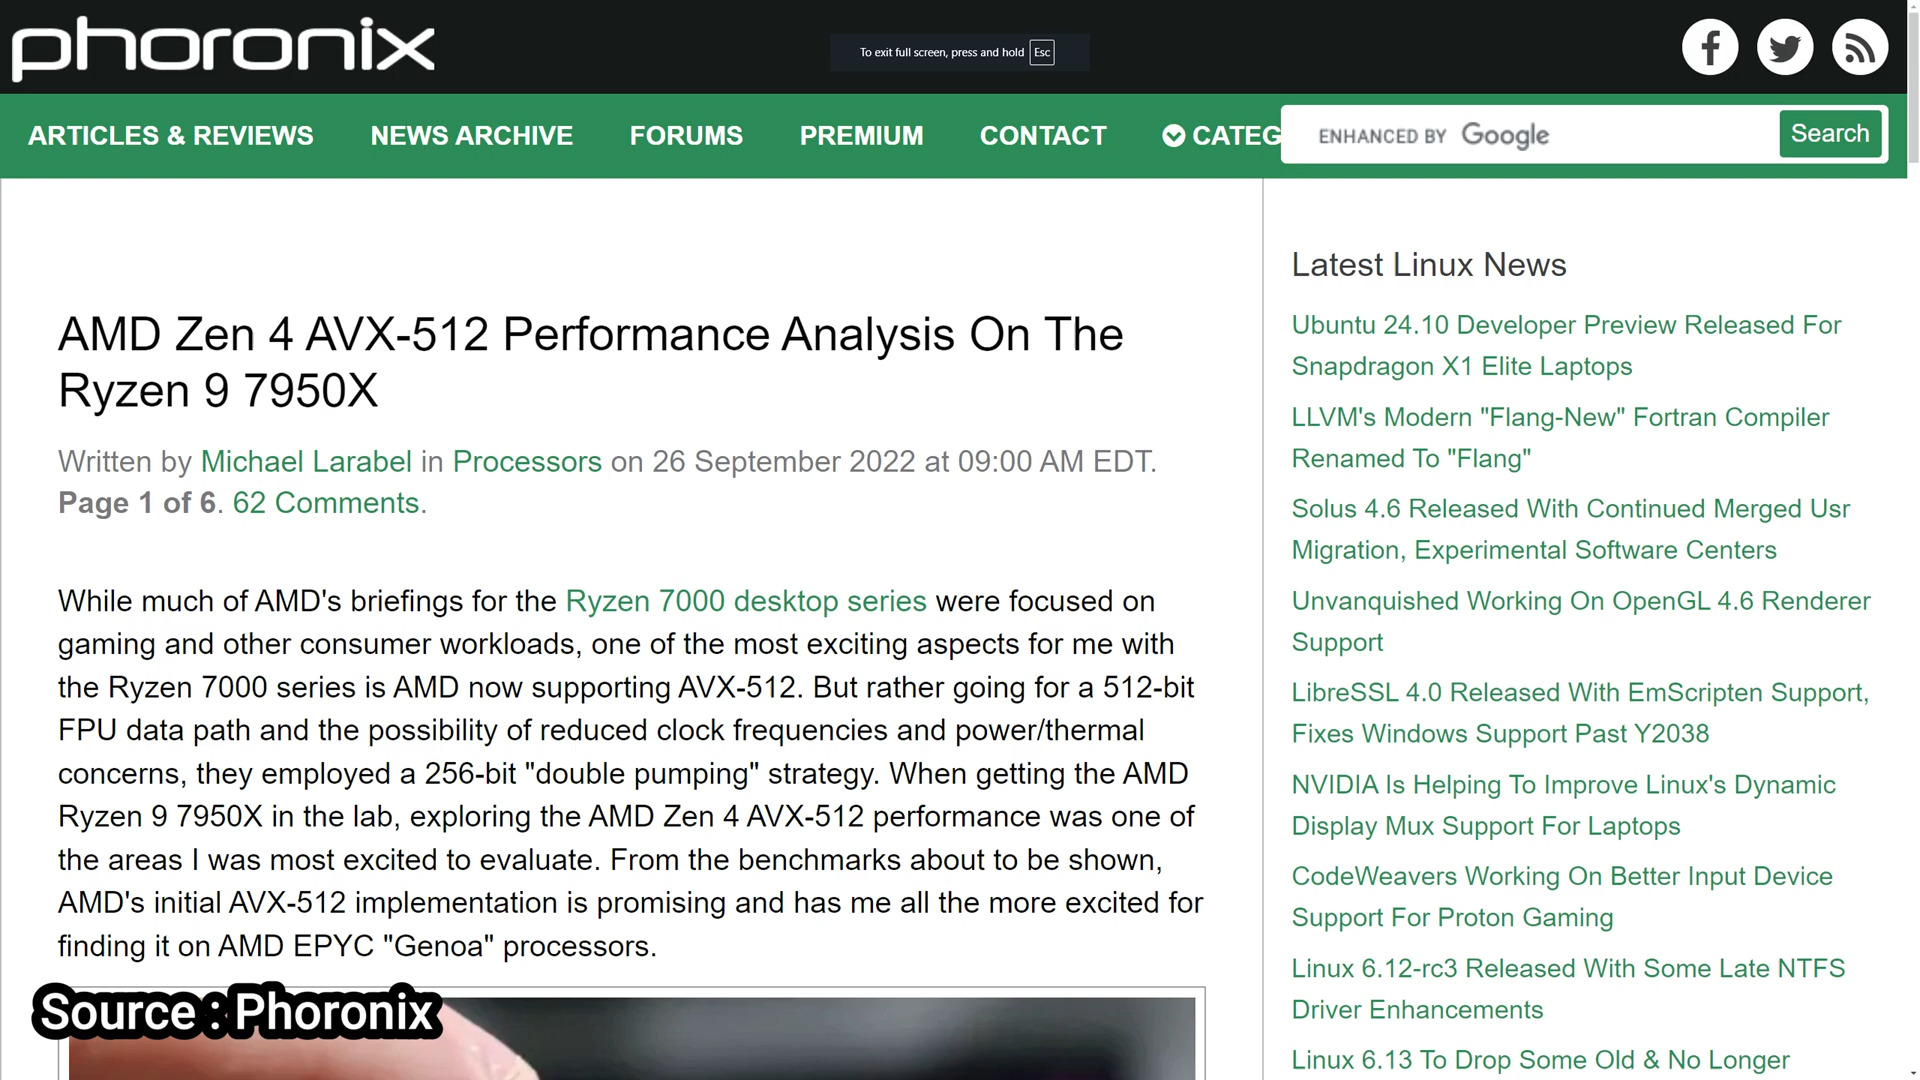 phoronix
To exit full screen, press and hold Esc
ARTICLES & REVIEWS NEWS ARCHIVE FORUMS PREMIUM CONTACT CATEG
ENHANCED BY Google Search
AMD Zen 4 AVX-512 Performance Analysis On The
Ryzen 9 7950X
Written by Michael Larabel in Processors on 26 September 2022 at 09:00 AM EDT.
Page 1 of 6. 62 Comments.
While much of AMD's briefings for the Ryzen 7000 desktop series were focused on
gaming and other consumer workloads, one of the most exciting aspects for me with
the Ryzen 7000 series is AMD now supporting AVX-512. But rather going for a 512-bit
FPU data path and the possibility of reduced clock frequencies and power/thermal
concerns, they employed a 256-bit "double pumping" strategy. When getting the AMD
Ryzen 9 7950X in the lab, exploring the AMD Zen 4 AVX-512 performance was one of
the areas I was most excited to evaluate. From the benchmarks about to be shown,
AMD's initial AVX-512 implementation is promising and has me all the more excited for
finding it on AMD EPYC "Genoa" processors.
Source : Phoronix
Latest Linux News
Ubuntu 24.10 Developer Preview Released For
Snapdragon X1 Elite Laptops
LLVM's Modern "Flang-New" Fortran Compiler
Renamed To "Flang"
Solus 4.6 Released With Continued Merged Usr
Migration, Experimental Software Centers
Unvanquished Working On OpenGL 4.6 Renderer
Support
LibreSSL 4.0 Released With EmScripten Support,
Fixes Windows Support Past Y2038
NVIDIA Is Helping To Improve Linux's Dynamic
Display Mux Support For Laptops
CodeWeavers Working On Better Input Device
Support For Proton Gaming
Linux 6.12-rc3 Released With Some Late NTFS
Driver Enhancements
Linux 6.13 To Drop Some Old & No Longer